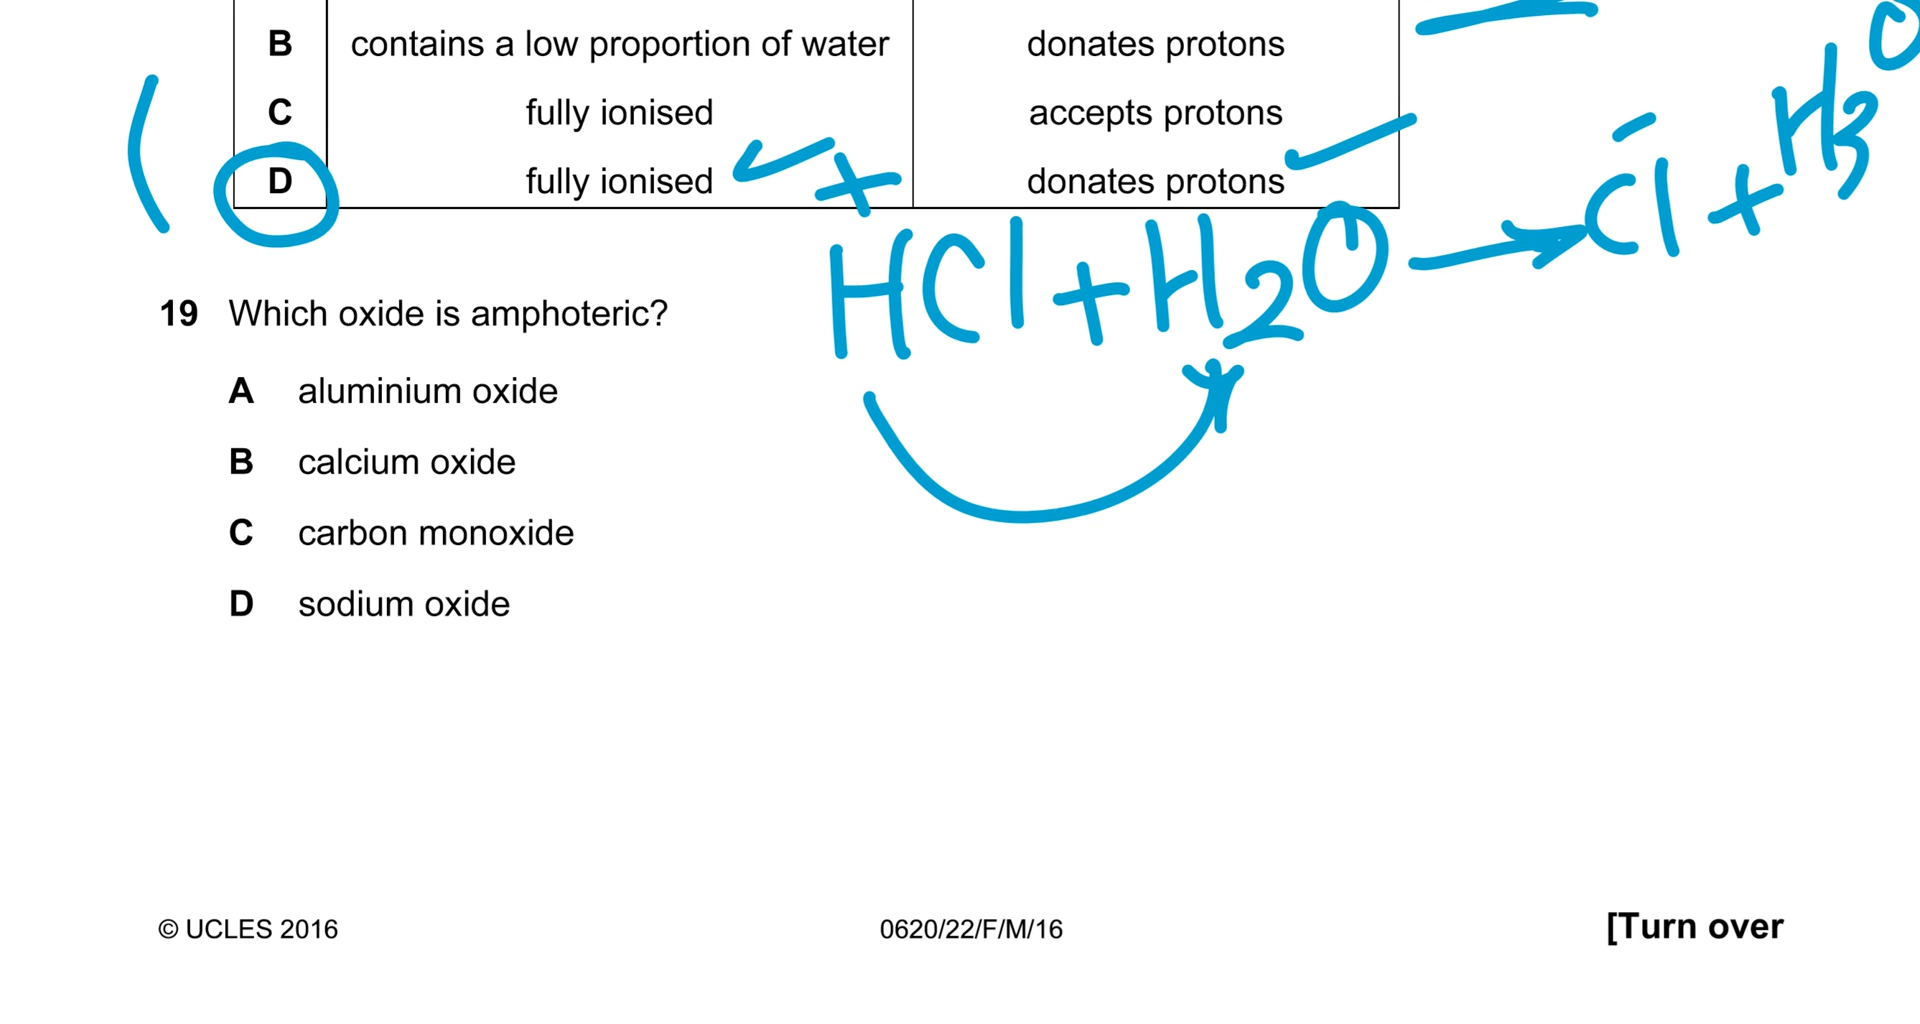 B contains a low proportion of water donates protons
C fully ionised accepts protons
D fully ionised donates protons
HCl + H2O → Cl⁻ + H3O
+
19 Which oxide is amphoteric?
A aluminium oxide
B calcium oxide
C carbon monoxide
D sodium oxide
© UCLES 2016 0620/22/F/M/16 [Turn over